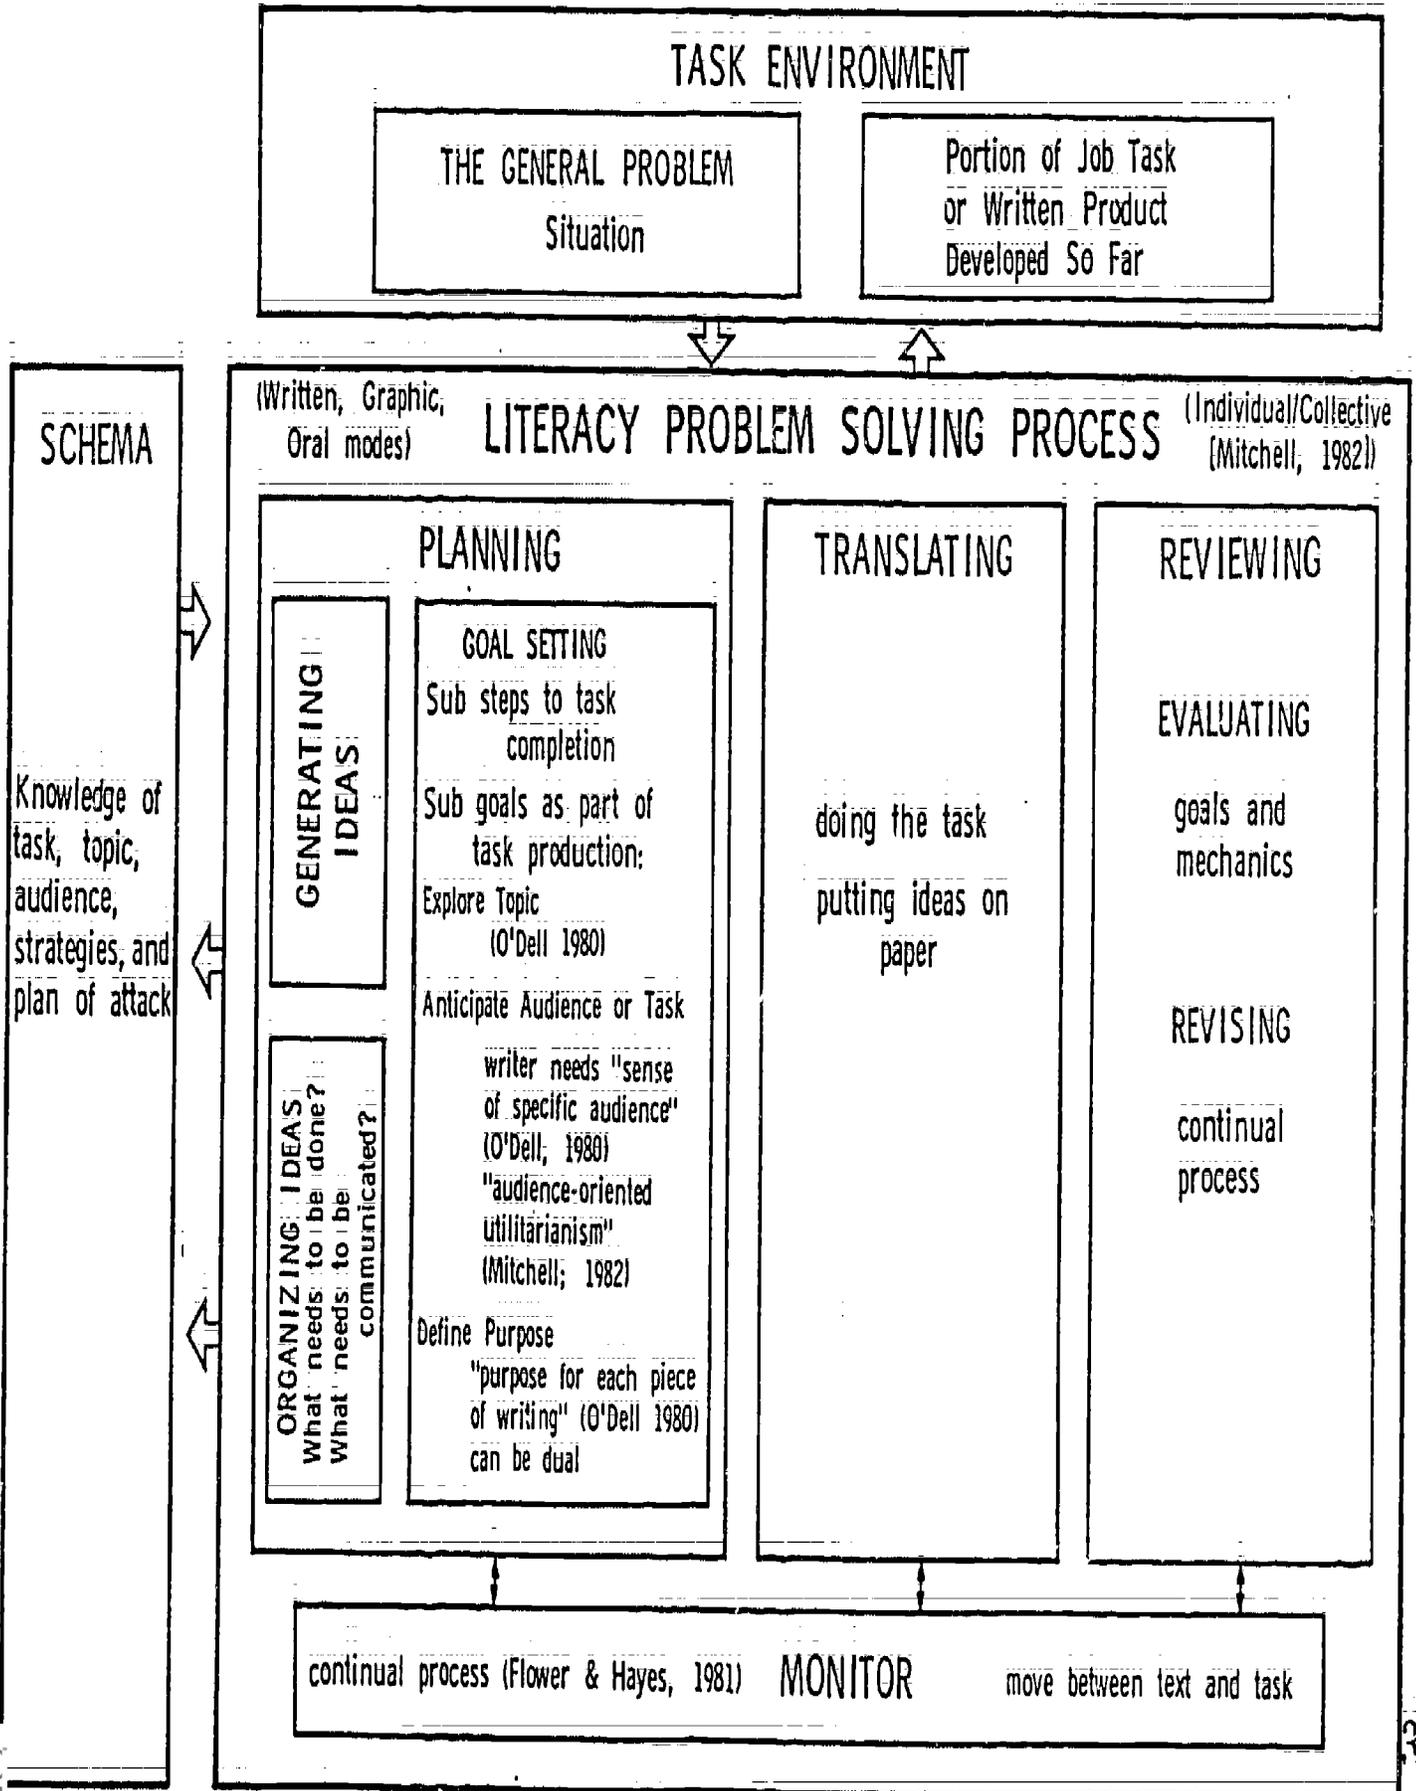 TASK ENVIRONMENT
THE GENERAL PROBLEM
Situation
Portion of Job Task
or Written Product
Developed So Far
SCHEMA
Knowledge of
task, topic,
audience,
strategies, and
plan of attack
(Written, Graphic,
Oral modes)
LITERACY PROBLEM SOLVING PROCESS
(Individual/Collective
[Mitchell, 1982])
PLANNING
GENERATING
IDEAS
ORGANIZING IDEAS
What needs to be done?
What needs to be
communicated?
GOAL SETTING
Sub steps to task
completion
Sub goals as part of
task production:
Explore Topic
(O'Dell 1980)
Anticipate Audience or Task
writer needs "sense
of specific audience"
(O'Dell, 1980)
"audience-oriented
utilitarianism"
(Mitchell; 1982)
Define Purpose
"purpose for each piece
of writing" (O'Dell 1980)
can be dual
TRANSLATING
doing the task
putting ideas on
paper
REVIEWING
EVALUATING
goals and
mechanics
REVISING
continual
process
continual process (Flower & Hayes, 1981) MONITOR move between text and task